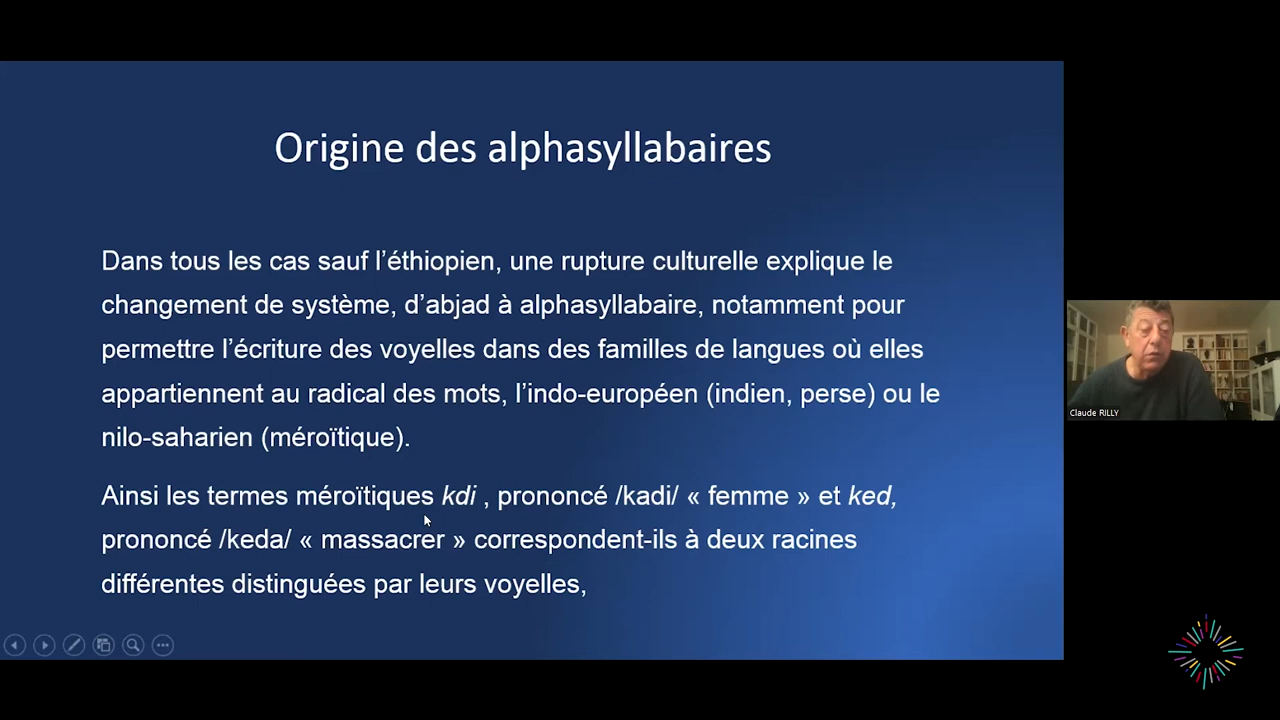 Origine des alphasyllabaires
Dans tous les cas sauf l’éthiopien, une rupture culturelle explique le
changement de système, d’abjad à alphasyllabaire, notamment pour
permettre l’écriture des voyelles dans des familles de langues où elles
appartiennent au radical des mots, l’indo-européen (indien, perse) ou le
nilo-saharien (méroïtique).
Ainsi les termes méroïtiques kdi , prononcé /kadi/ « femme » et ked,
prononcé /keda/ « massacrer » correspondent-ils à deux racines
différentes distinguées par leurs voyelles,
Claude RILLY